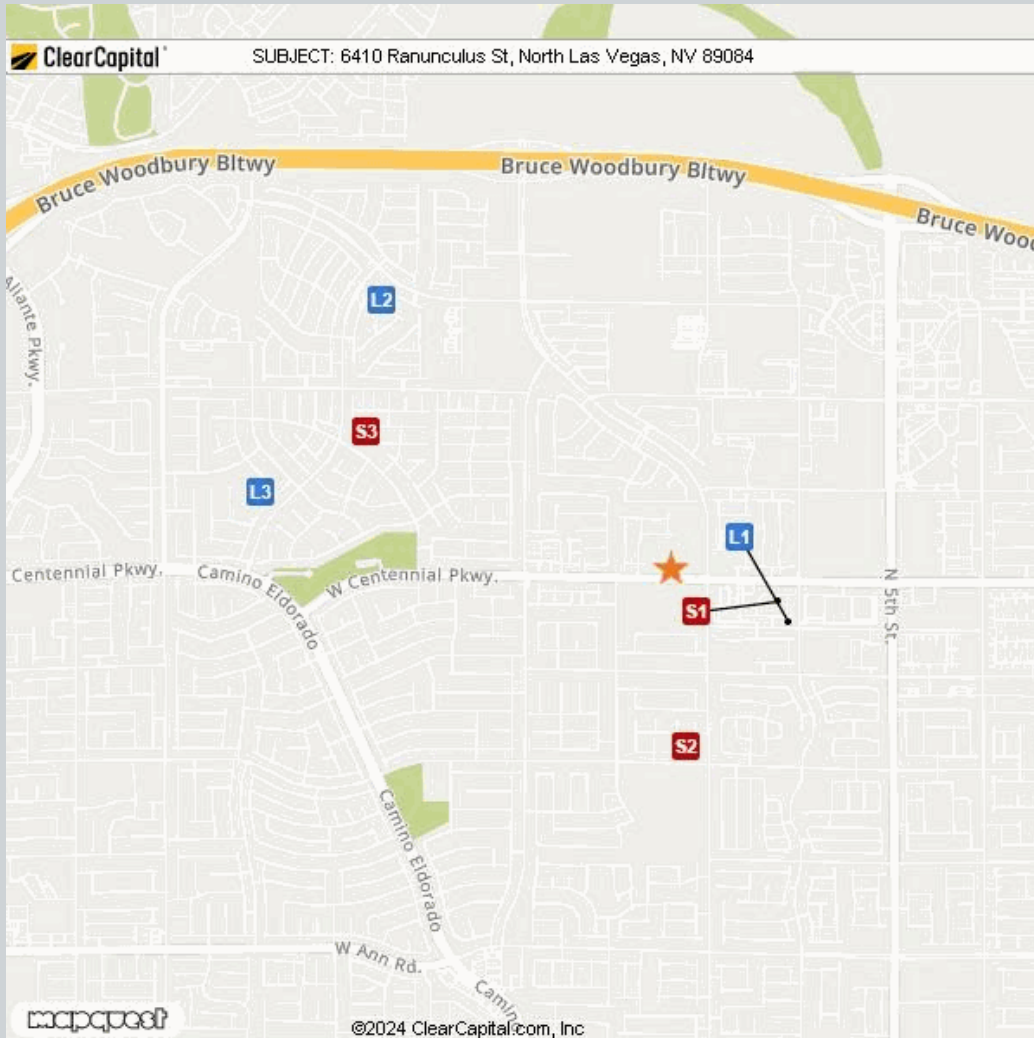 ClearCapital
SUBJECT: 6410 Ranunculus St, North Las Vegas, NV 89084
Bruce Woodbury Bltwy
Bruce Woodbury Bltwy
Bruce Wood
Aliante Pkwy.
L2
S3
L3
L1
Centennial Pkwy.
Camino Eldorado
W Centennial Pkwy.
S1
N 5th St.
S2
Camino Eldorado
W Ann Rd.
Camino
mapquest
©2024 ClearCapital.com, Inc